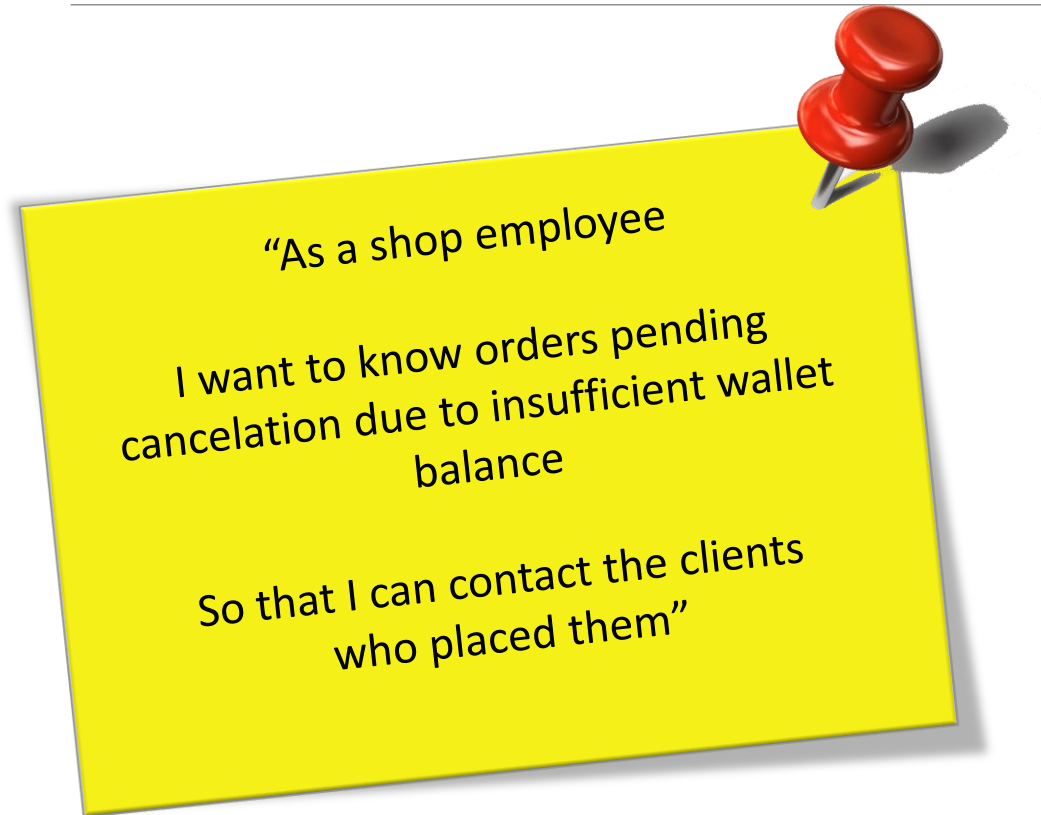 “As a shop employee
I want to know orders pending
cancelation due to insufficient wallet
balance
So that I can contact the clients
who placed them”